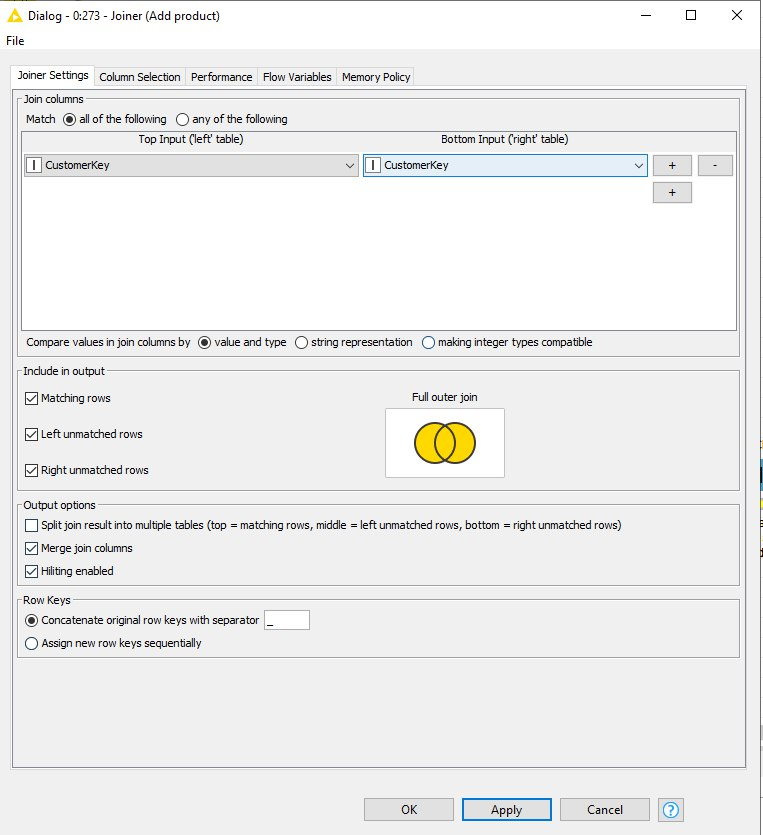 Dialog - 0:273 - Joiner (Add product)
File
Joiner Settings Column Selection Performance Flow Variables Memory Policy
Join columns
Match all of the following any of the following
Top Input ('left' table) Bottom Input ('right' table)
I CustomerKey I CustomerKey + -
+
Compare values in join columns by value and type string representation making integer types compatible
Include in output
Matching rows Full outer join
Left unmatched rows
Right unmatched rows
Output options
Split join result into multiple tables (top = matching rows, middle = left unmatched rows, bottom = right unmatched rows)
Merge join columns
Hiliting enabled
Row Keys
Concatenate original row keys with separator _
Assign new row keys sequentially
OK Apply Cancel ?